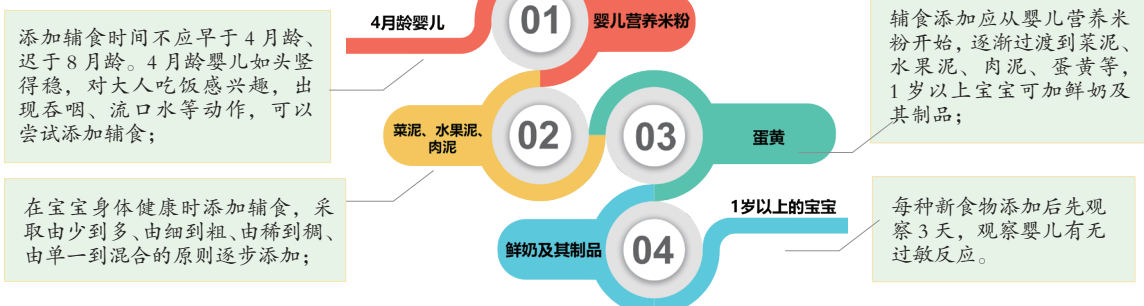 添加辅食时间不应早于 4 月龄、
迟于 8 月龄。4 月龄婴儿如头竖
得稳，对大人吃饭感兴趣，出
现吞咽、流口水等动作，可以
尝试添加辅食；
4月龄婴儿
01
婴儿营养米粉
辅食添加应从婴儿营养米
粉开始，逐渐过渡到菜泥、
水果泥、肉泥、蛋黄等，
1 岁以上宝宝可加鲜奶及
其制品；
菜泥、水果泥、
肉泥
02
03
蛋黄
在宝宝身体健康时添加辅食，采
取由少到多、由细到粗、由稀到稠、
由单一到混合的原则逐步添加；
鲜奶及其制品
04
1岁以上的宝宝
每种新食物添加后先观
察 3 天，观察婴儿有无
过敏反应。